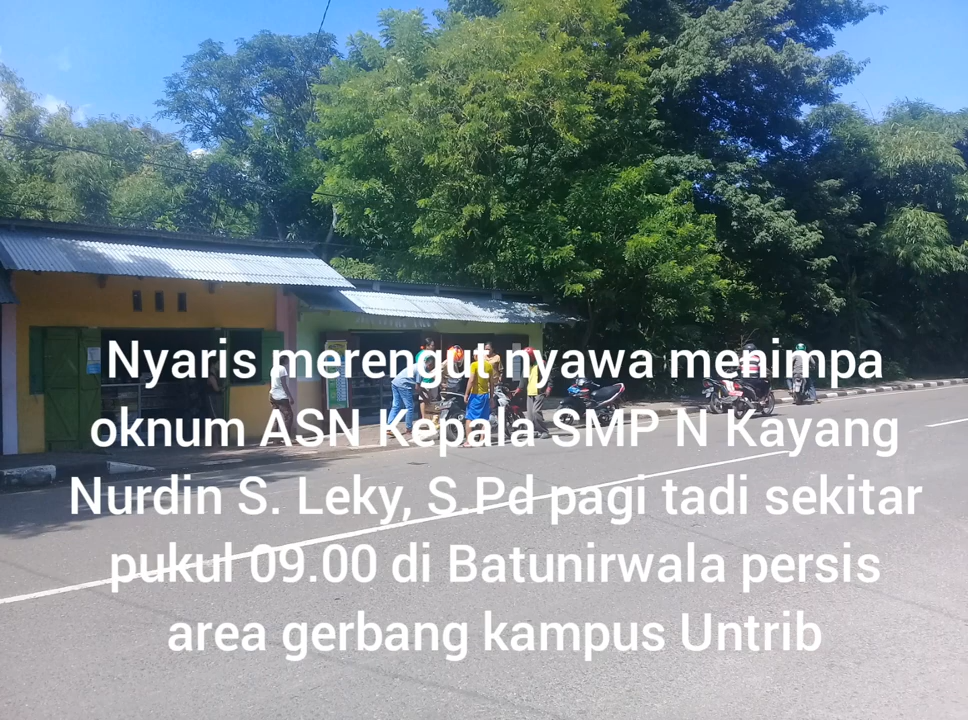 Nyaris merengut nyawa menimpa
oknum ASN Kepala SMP N Kayang
Nurdin S. Leky, S.Pd pagi tadi sekitar
pukul 09.00 di Batunirwala persis
area gerbang kampus Untrib